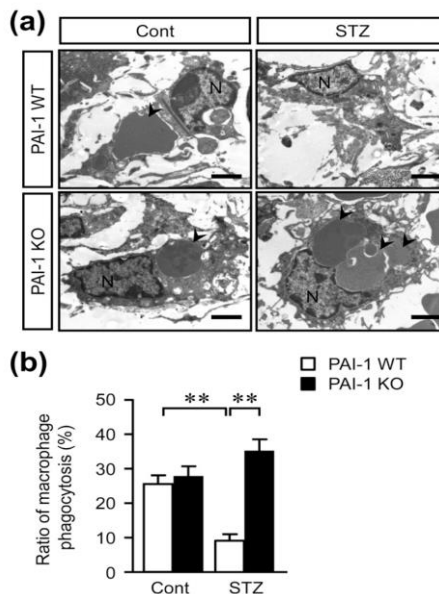 (a)
Cont
STZ
PAI-1 WT
N
N
PAI-1 KO
N
N
(b)
PAI-1 WT
PAI-1 KO
** **
Ratio of macrophage
phagocytosis (%)
50
40
30
20
10
0
Cont
STZ